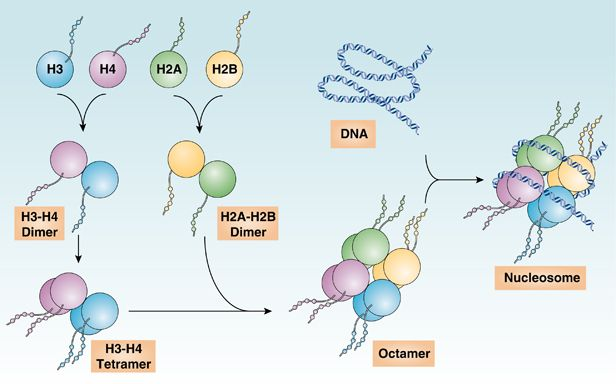 H3
H4
H2A
H2B
DNA
H3-H4
Dimer
H2A-H2B
Dimer
Nucleosome
H3-H4
Tetramer
Octamer